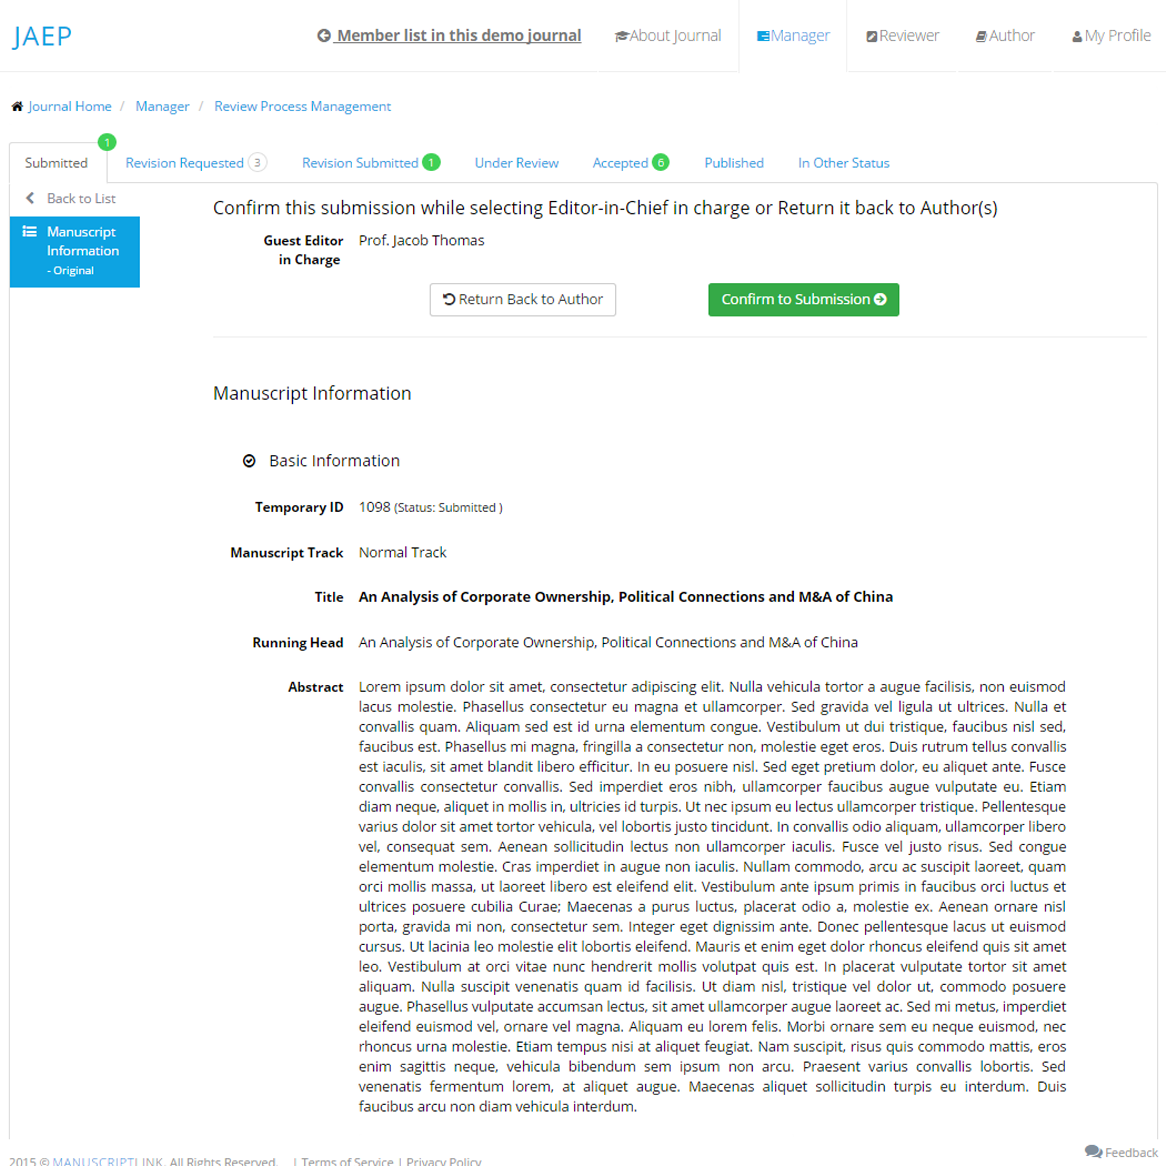 JAEP
Member list in this demo journal
About Journal
Manager
Reviewer
Author
My Profile
Journal Home / Manager / Review Process Management
1
Submitted
Revision Requested 3
Revision Submitted 1
Under Review
Accepted 6
Published
In Other Status
Back to List
Manuscript
Information
- Original
Confirm this submission while selecting Editor-in-Chief in charge or Return it back to Author(s)
Guest Editor Prof. Jacob Thomas
in Charge
Return Back to Author
Confirm to Submission
Manuscript Information
Basic Information
Temporary ID 1098 (Status: Submitted )
Manuscript Track Normal Track
Title An Analysis of Corporate Ownership, Political Connections and M&A of China
Running Head An Analysis of Corporate Ownership, Political Connections and M&A of China
Abstract Lorem ipsum dolor sit amet, consectetur adipiscing elit. Nulla vehicula tortor a augue facilisis, non euismod
lacus molestie. Phasellus consectetur eu magna et ullamcorper. Sed gravida vel ligula ut ultrices. Nulla et
convallis quam. Aliquam sed est id urna elementum congue. Vestibulum ut dui tristique, faucibus nisl sed,
faucibus est. Phasellus mi magna, fringilla a consectetur non, molestie eget eros. Duis rutrum tellus convallis
est iaculis, sit amet blandit libero efficitur. In eu posuere nisl. Sed eget pretium dolor, eu aliquet ante. Fusce
convallis consectetur convallis. Sed imperdiet eros nibh, ullamcorper faucibus augue vulputate eu. Etiam
diam neque, aliquet in mollis in, ultricies id turpis. Ut nec ipsum eu lectus ullamcorper tristique. Pellentesque
varius dolor sit amet tortor vehicula, vel lobortis justo tincidunt. In convallis odio aliquam, ullamcorper libero
vel, consequat sem. Aenean sollicitudin lectus non ullamcorper iaculis. Fusce vel justo risus. Sed congue
elementum molestie. Cras imperdiet in augue non iaculis. Nullam commodo, arcu ac suscipit laoreet, quam
orci mollis massa, ut laoreet libero est eleifend elit. Vestibulum ante ipsum primis in faucibus orci luctus et
ultrices posuere cubilia Curae; Maecenas a purus luctus, placerat odio a, molestie ex. Aenean ornare nisl
porta, gravida mi non, consectetur sem. Integer eget dignissim ante. Donec pellentesque lacus ut euismod
cursus. Ut lacinia leo molestie elit lobortis eleifend. Mauris et enim eget dolor rhoncus eleifend quis sit amet
leo. Vestibulum at orci vitae nunc hendrerit mollis volutpat quis est. In placerat vulputate tortor sit amet
aliquam. Nulla suscipit venenatis quam id facilisis. Ut diam nisl, tristique vel dolor ut, commodo posuere
augue. Phasellus vulputate accumsan lectus, sit amet ullamcorper augue laoreet ac. Sed mi metus, imperdiet
eleifend euismod vel, ornare vel magna. Aliquam eu lorem felis. Morbi ornare sem eu neque euismod, nec
rhoncus urna molestie. Etiam tempus nisi at aliquet feugiat. Nam suscipit, risus quis commodo mattis, eros
enim sagittis neque, vehicula bibendum sem ipsum non arcu. Praesent varius convallis lobortis. Sed
venenatis fermentum lorem, at aliquet augue. Maecenas aliquet sollicitudin turpis eu interdum. Duis
faucibus arcu non diam vehicula interdum.
Feedback
2015 © MANUSCRIPTLINK. All Rights Reserved. | Terms of Service | Privacy Policy